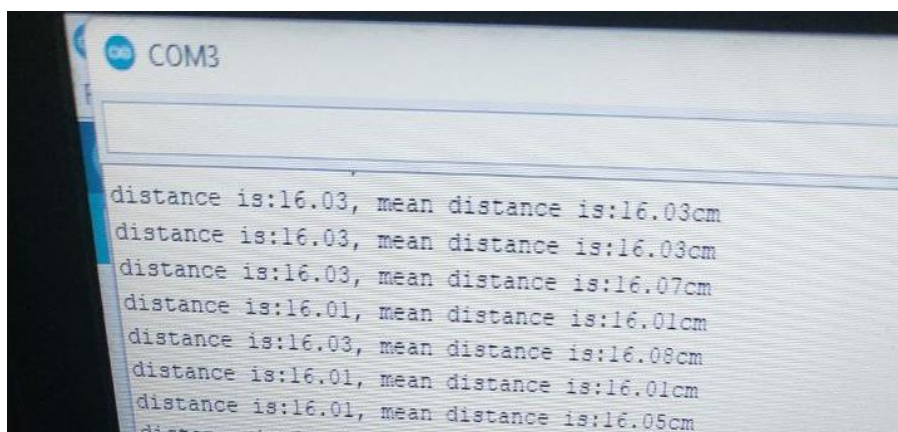 COM3
distance is:16.03, mean distance is:16.03cm
distance is:16.03, mean distance is:16.03cm
distance is:16.03, mean distance is:16.07cm
distance is:16.01, mean distance is:16.01cm
distance is:16.03, mean distance is:16.08cm
distance is:16.01, mean distance is:16.01cm
distance is:16.01, mean distance is:16.05cm